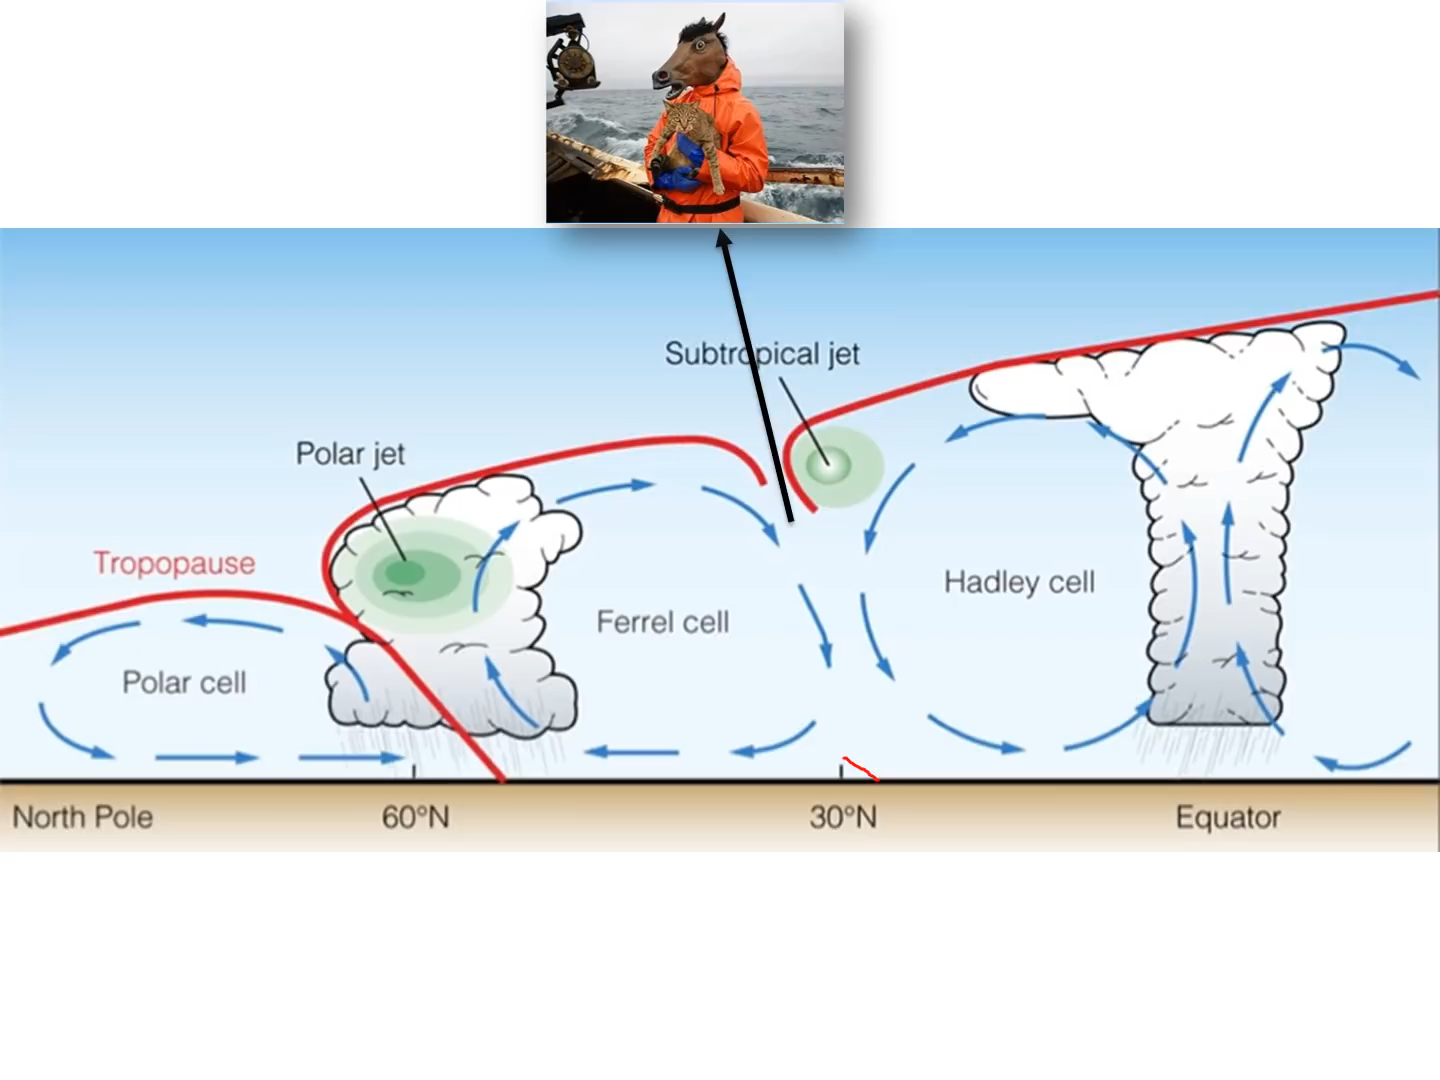 Subtropical jet
Polar jet
Tropopause
Hadley cell
Ferrel cell
Polar cell
North Pole
60°N
30°N
Equator